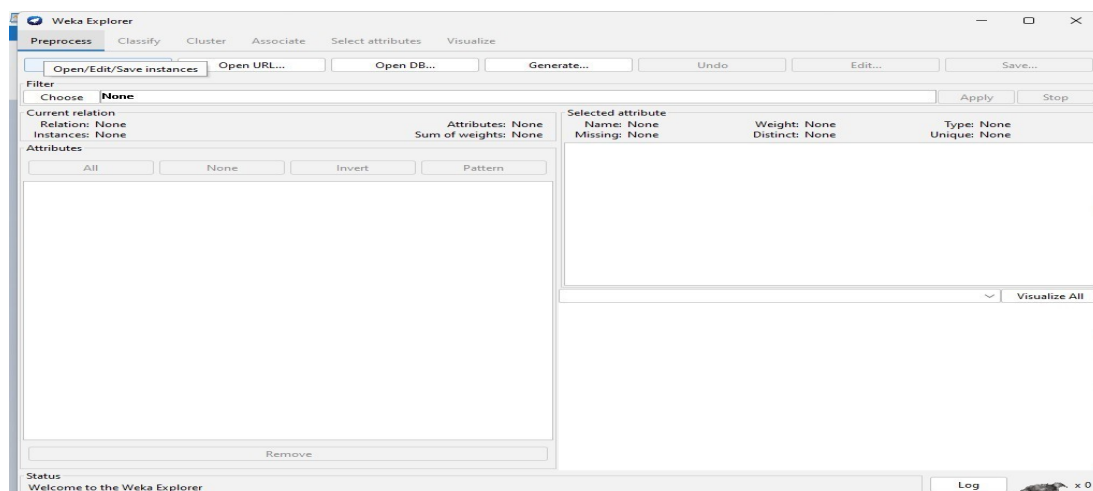 Weka Explorer
Preprocess Classify Cluster Associate Select attributes Visualize
Open/Edit/Save instances Open URL... Open DB... Generate... Undo Edit... Save...
Filter
Choose None Apply Stop
Current relation
Relation: None Attributes: None
Instances: None Sum of weights: None
Selected attribute
Name: None Weight: None Type: None
Missing: None Distinct: None Unique: None
Attributes
All None Invert Pattern
Visualize All
Remove
Status
Welcome to the Weka Explorer
Log x 0